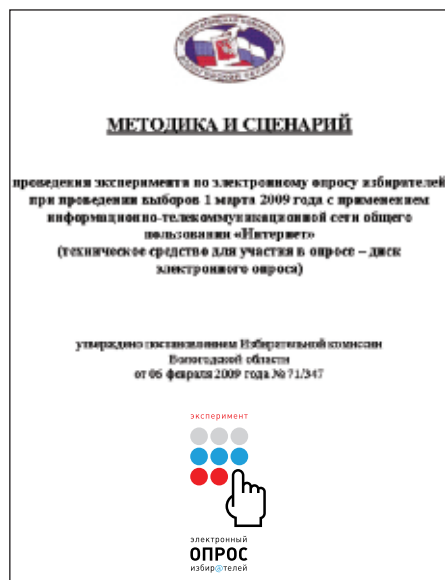 МЕТОДИКА И СЦЕНАРИЙ
проведения эксперимента по электронному опросу избирателей
при проведении выборов 1 марта 2009 года с применением
информационно-телекоммуникационной сети общего
пользования «Интернет»
(техническое средство для участия в опросе – диск
электронного опроса)
утверждено постановлением Избирательной комиссии
Вологодской области
от 06 февраля 2009 года № 71/347
эксперимент
электронный
ОПРОС
избир@телей